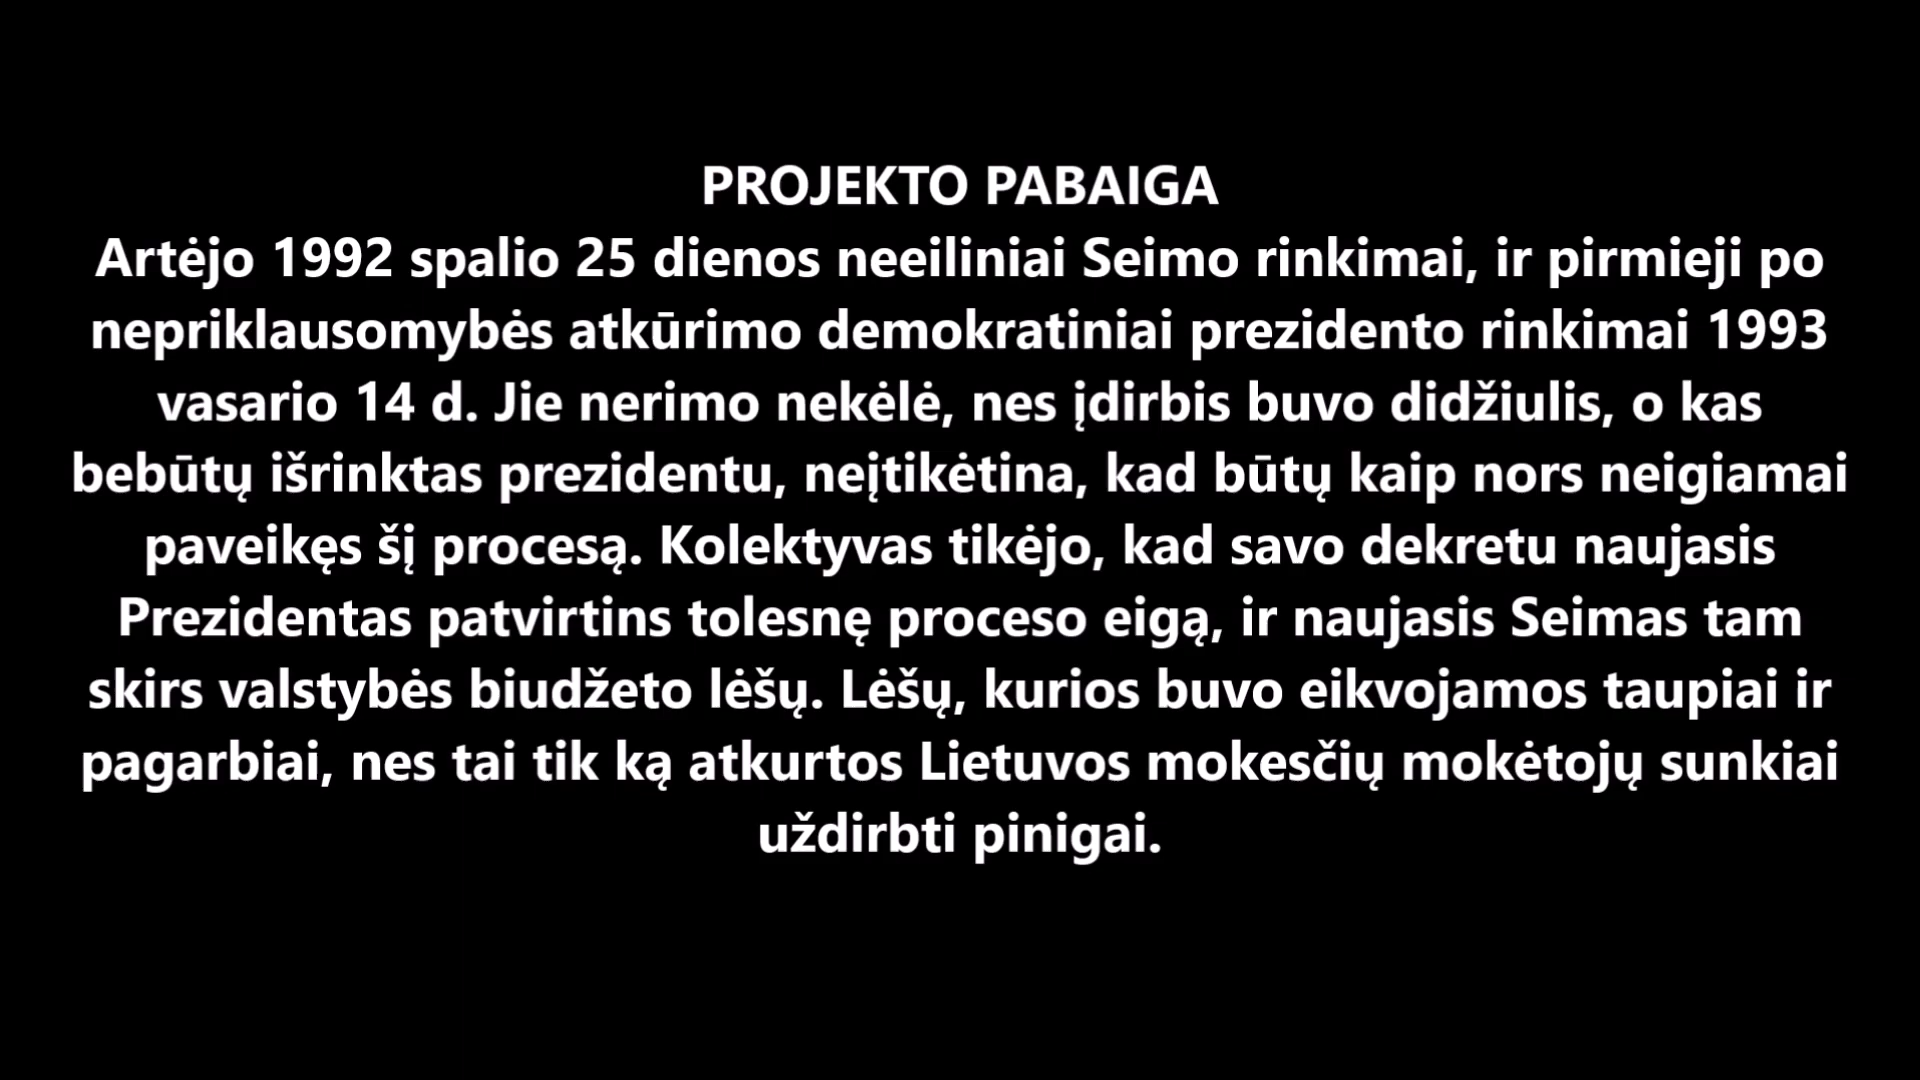 PROJEKTO PABAIGA
Artėjo 1992 spalio 25 dienos neeiliniai Seimo rinkimai, ir pirmieji po
nepriklausomybės atkūrimo demokratiniai prezidento rinkimai 1993
vasario 14 d. Jie nerimo nekėlė, nes įdirbis buvo didžiulis, o kas
bebūtų išrinktas prezidentu, neįtikėtina, kad būtų kaip nors neigiamai
paveikęs šį procesą. Kolektyvas tikėjo, kad savo dekretu naujasis
Prezidentas patvirtins tolesnę proceso eigą, ir naujasis Seimas tam
skirs valstybės biudžeto lėšų. Lėšų, kurios buvo eikvojamos taupiai ir
pagarbiai, nes tai tik ką atkurtos Lietuvos mokesčių mokėtojų sunkiai
uždirbti pinigai.